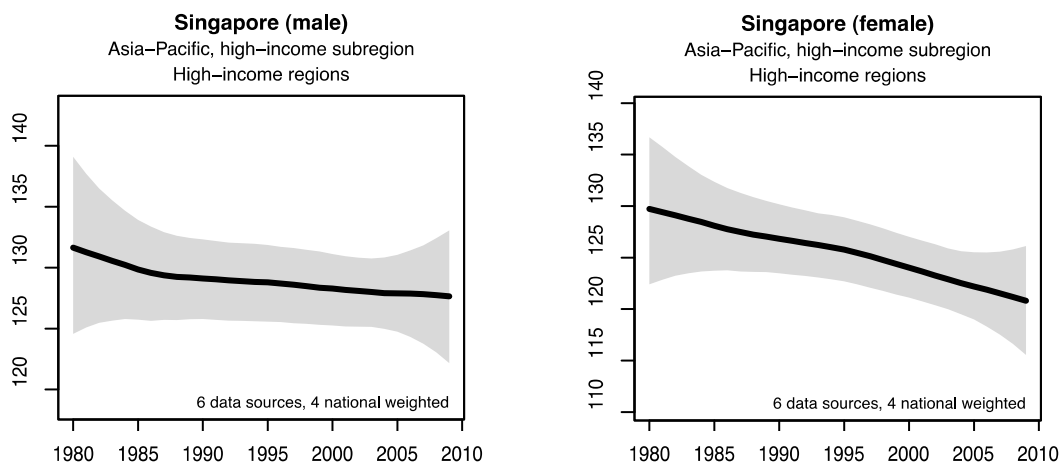 Singapore (male)
Asia−Pacific, high−income subregion
High−income regions
140
135
130
125
120
6 data sources, 4 national weighted
1980 1985 1990 1995 2000 2005 2010
Singapore (female)
Asia−Pacific, high−income subregion
High−income regions
140
135
130
125
120
115
110
6 data sources, 4 national weighted
1980 1985 1990 1995 2000 2005 2010